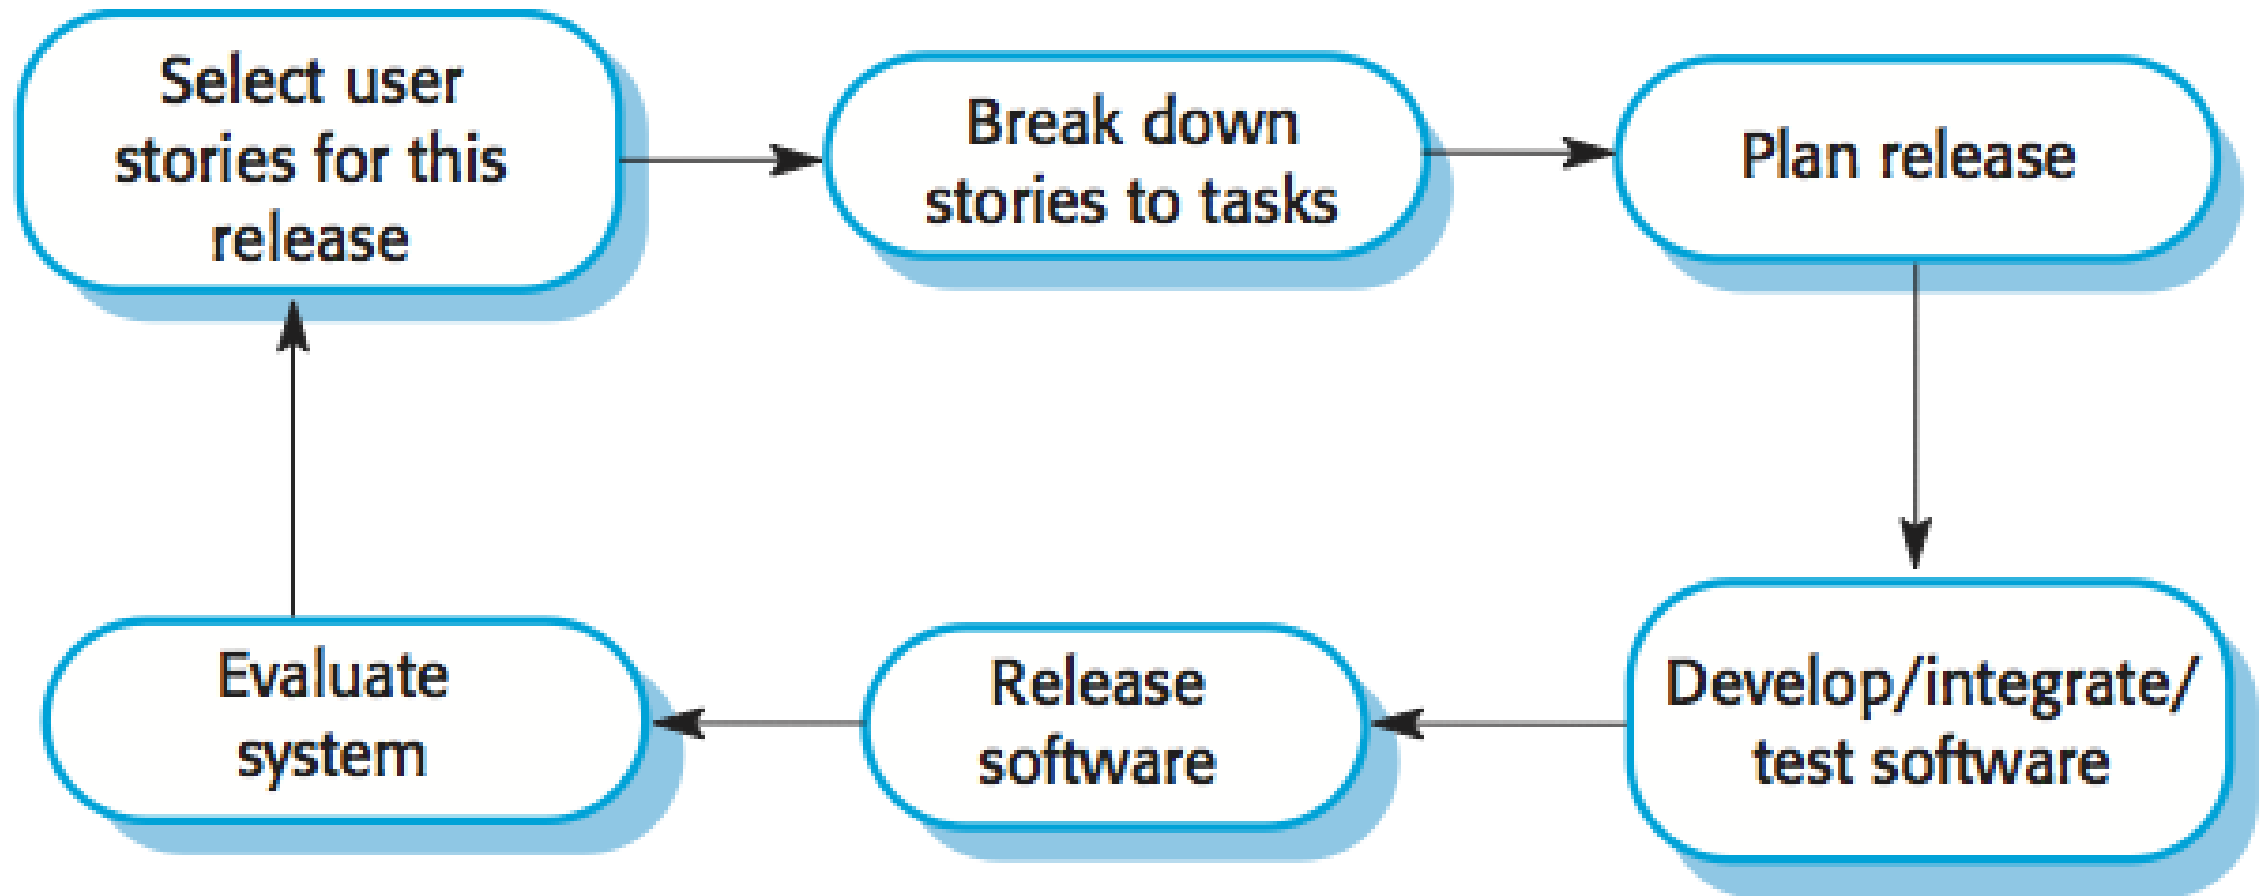 Select user
stories for this
release
Break down
stories to tasks
Plan release
Evaluate
system
Release
software
Develop/integrate/
test software